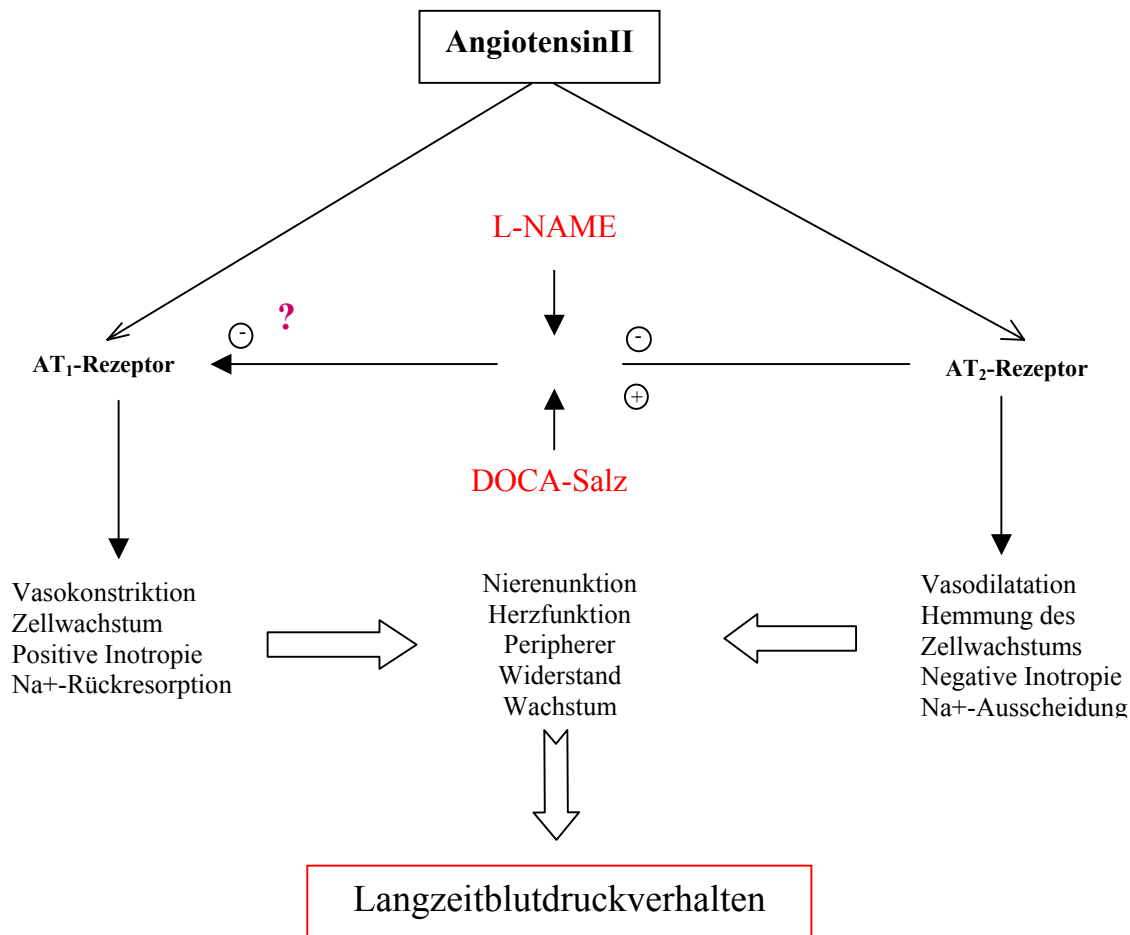 AngiotensinII
L-NAME
?
-
-
AT₁-Rezeptor
AT₂-Rezeptor
+
DOCA-Salz
Vasokonstriktion
Zellwachstum
Positive Inotropie
Na+-Rückresorption
Nierenunktion
Herzfunktion
Peripherer
Widerstand
Wachstum
Vasodilatation
Hemmung des
Zellwachstums
Negative Inotropie
Na+-Ausscheidung
Langzeitblutdruckverhalten